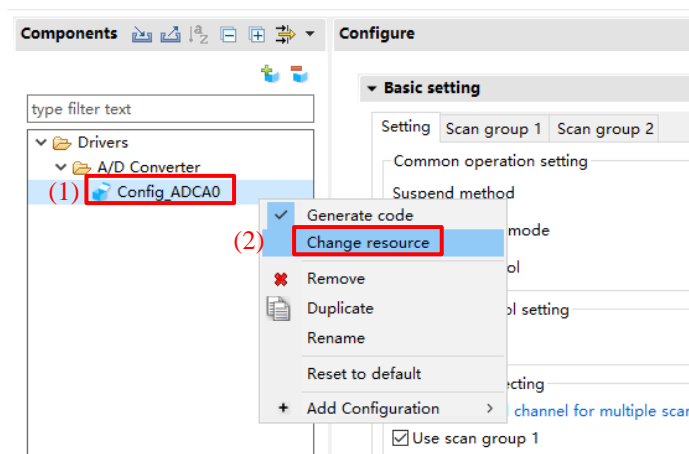 Components
Configure
type filter text
Drivers
A/D Converter
(1) Config_ADCA0
Basic setting
Setting Scan group 1 Scan group 2
Common operation setting
Suspend method
mode
ol
ol setting
ecting
channel for multiple scan
Use scan group 1
Generate code
(2) Change resource
Remove
Duplicate
Rename
Reset to default
Add Configuration